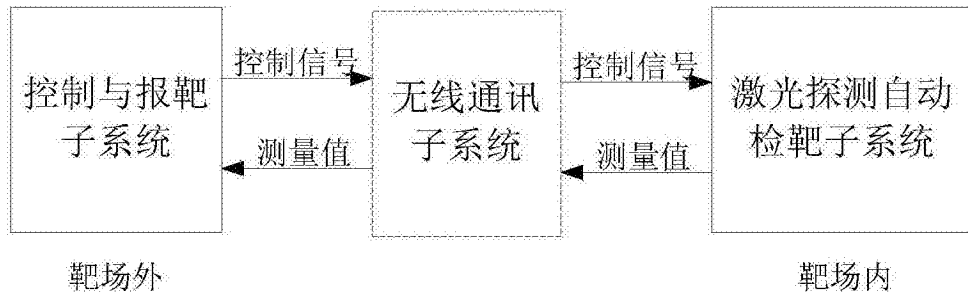 控制与报靶
子系统
控制信号
测量值
无线通讯
子系统
控制信号
测量值
激光探测自动
检靶子系统
靶场外
靶场内